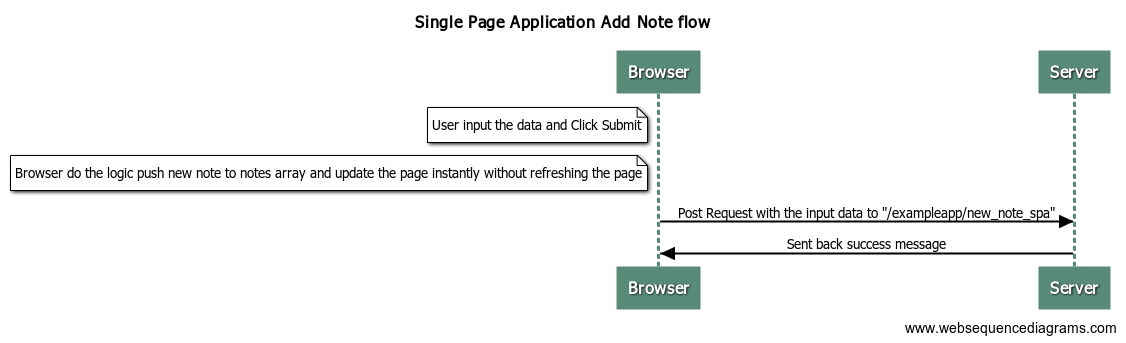 Single Page Application Add Note flow
Browser Server
User input the data and Click Submit
Browser do the logic push new note to notes array and update the page instantly without refreshing the page
Post Request with the input data to "/exampleapp/new_note_spa"
Sent back success message
Browser Server
www.websequencediagrams.com